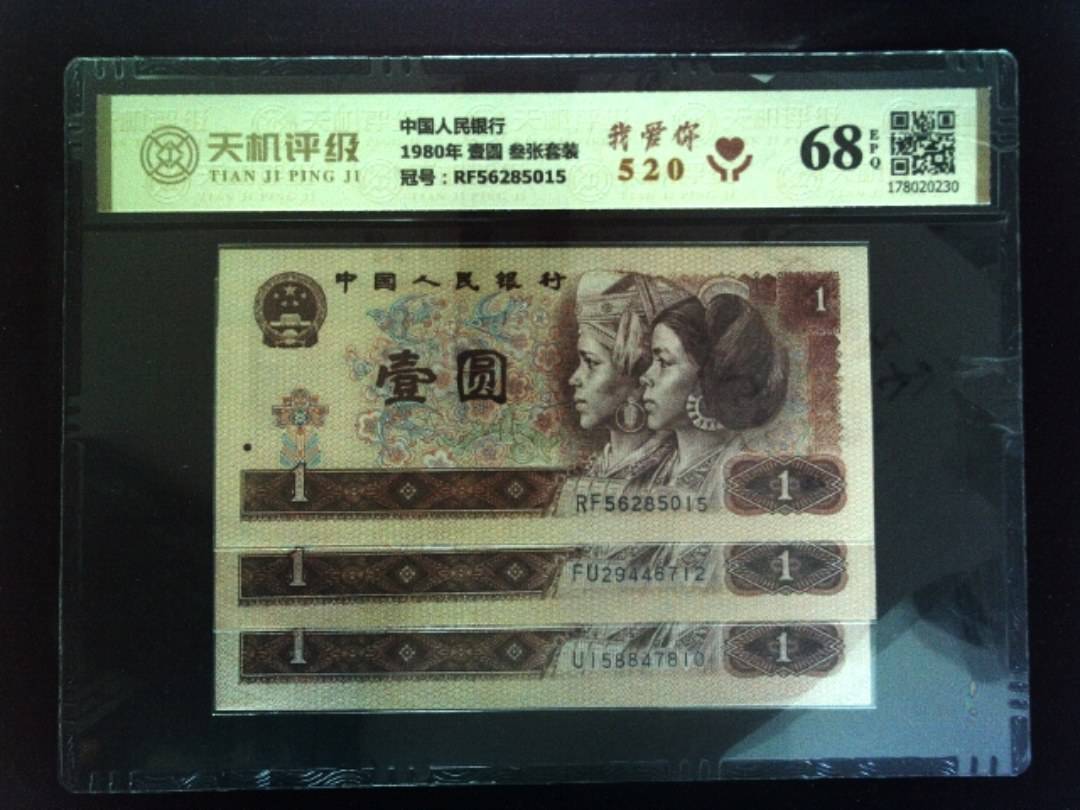 天机评级
TIAN JI PING JI
中国人民银行
1980年 壹圆 叁张套装
冠号：RF56285015
我爱你
520
68
EPQ
178020230
中国人民银行
1
壹圆
1
RF56285015
1
1
FU29446712
1
1
UI58847810
1